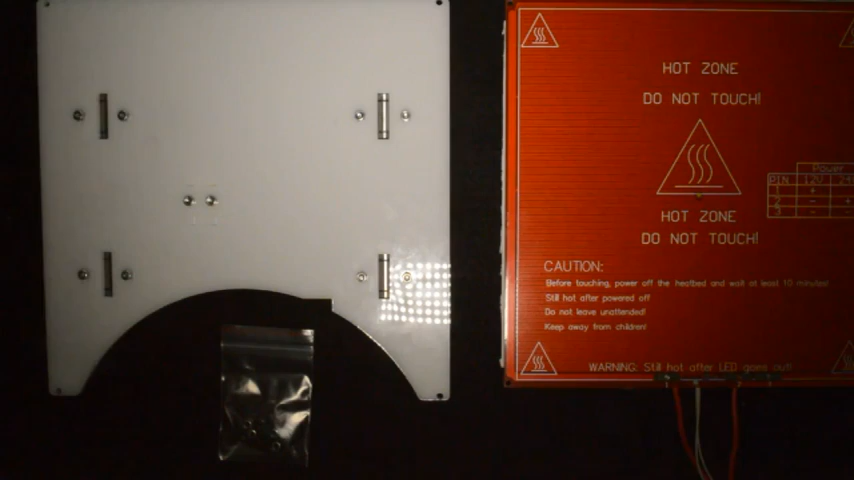 HOT ZONE
DO NOT TOUCH!
Power
PIN 12V 24
1 +
2 - +
3 - -
HOT ZONE
DO NOT TOUCH!
CAUTION:
Before touching, power off the heatbed and wait at least 10 minutes!
Still hot after powered off
Do not leave unattended!
Keep away from children!
WARNING: Still hot after LED goes out!